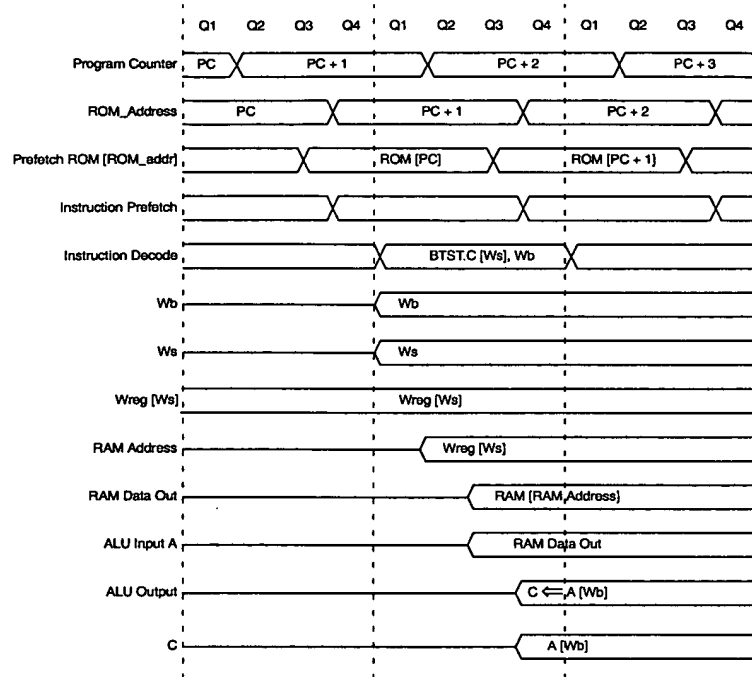 Q1 Q2 Q3 Q4 Q1 Q2 Q3 Q4 Q1 Q2 Q3 Q4
Program Counter PC PC + 1 PC + 2 PC + 3
ROM_Address PC PC + 1 PC + 2
Prefetch ROM [ROM_addr] ROM [PC] ROM [PC + 1}
Instruction Prefetch
Instruction Decode BTST.C [Ws], Wb
Wb Wb
Ws Ws
Wreg [Ws] Wreg [Ws]
RAM Address Wreg [Ws]
RAM Data Out RAM [RAM Address}
ALU Input A RAM Data Out
ALU Output C ⇐ A [Wb]
C A [Wb]